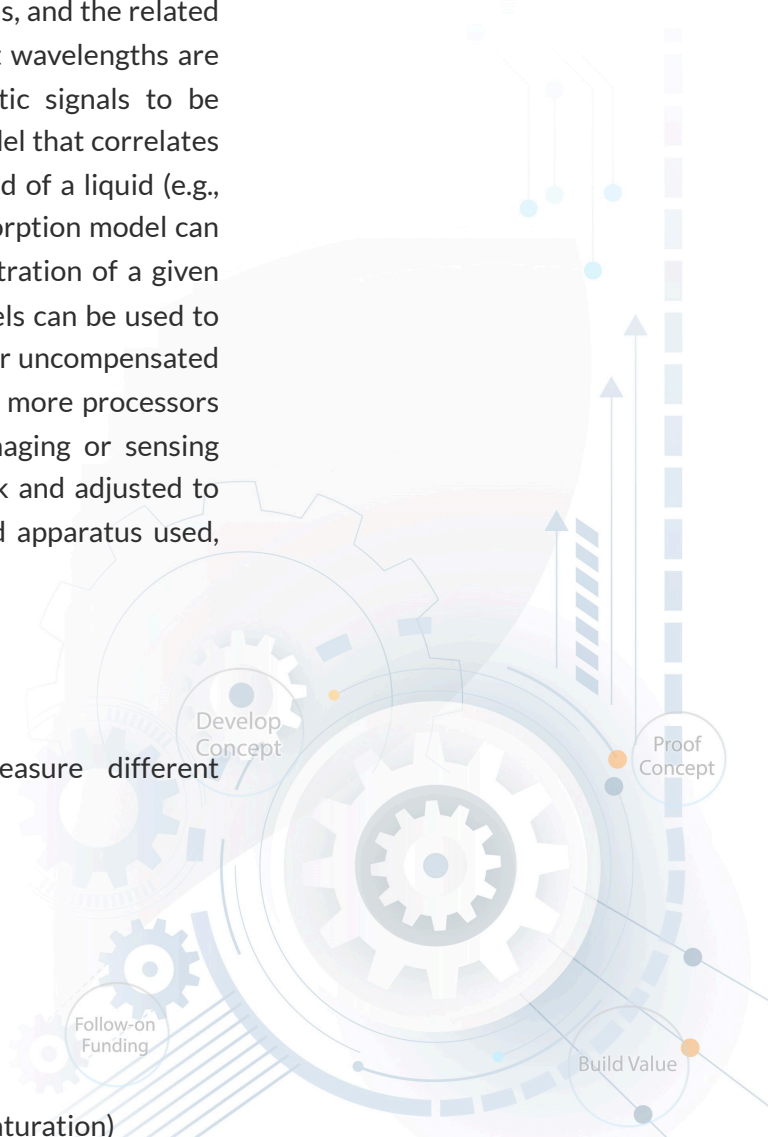 s, and the related
wavelengths are
tic signals to be
del that correlates
d of a liquid (e.g.,
orption model can
tration of a given
els can be used to
r uncompensated
more processors
naging or sensing
k and adjusted to
d apparatus used,
Develop
Concept
Proof
Concept
easure different
Follow-on
Funding
Build Value
aturation)